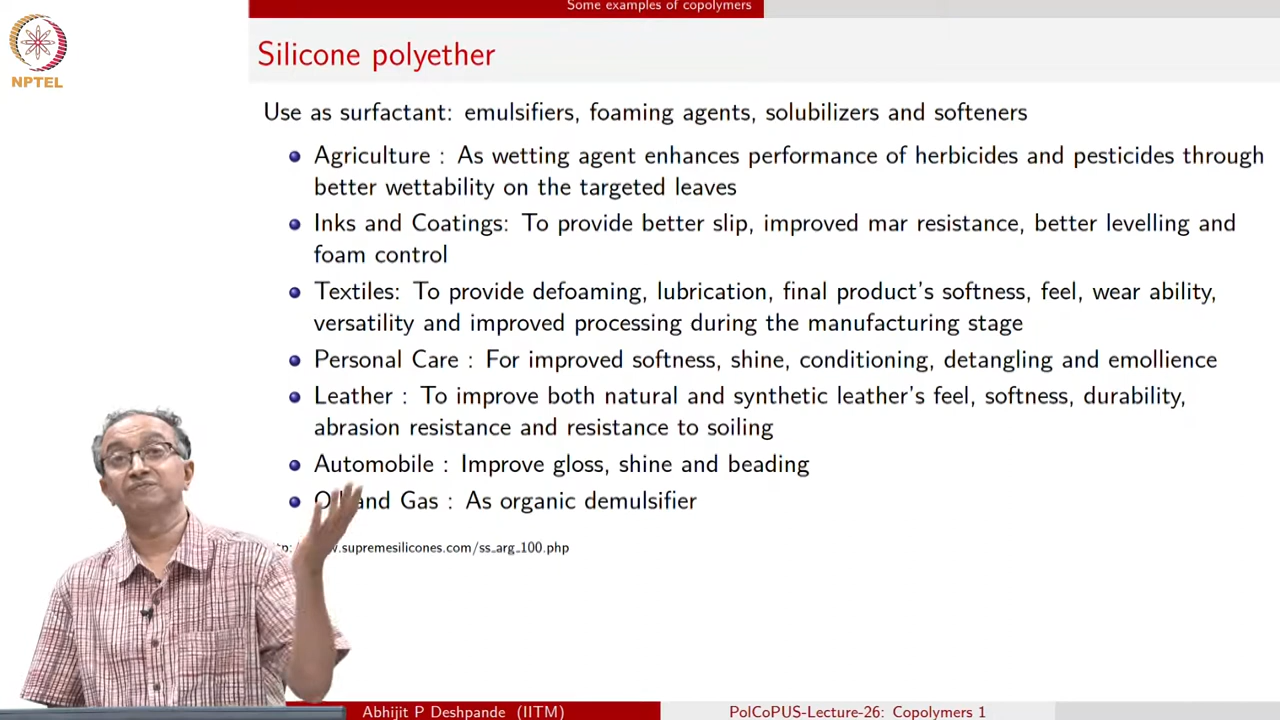 Some examples of copolymers
NPTEL
Silicone polyether
Use as surfactant: emulsifiers, foaming agents, solubilizers and softeners
Agriculture : As wetting agent enhances performance of herbicides and pesticides through
better wettability on the targeted leaves
Inks and Coatings: To provide better slip, improved mar resistance, better levelling and
foam control
Textiles: To provide defoaming, lubrication, final product's softness, feel, wear ability,
versatility and improved processing during the manufacturing stage
Personal Care : For improved softness, shine, conditioning, detangling and emollience
Leather : To improve both natural and synthetic leather's feel, softness, durability,
abrasion resistance and resistance to soiling
Automobile : Improve gloss, shine and beading
and Gas : As organic demulsifier
.supremesilicones.com/ss_arg_100.php
Abhijit P Deshpande (IITM)
PolCoPUS-Lecture-26: Copolymers 1